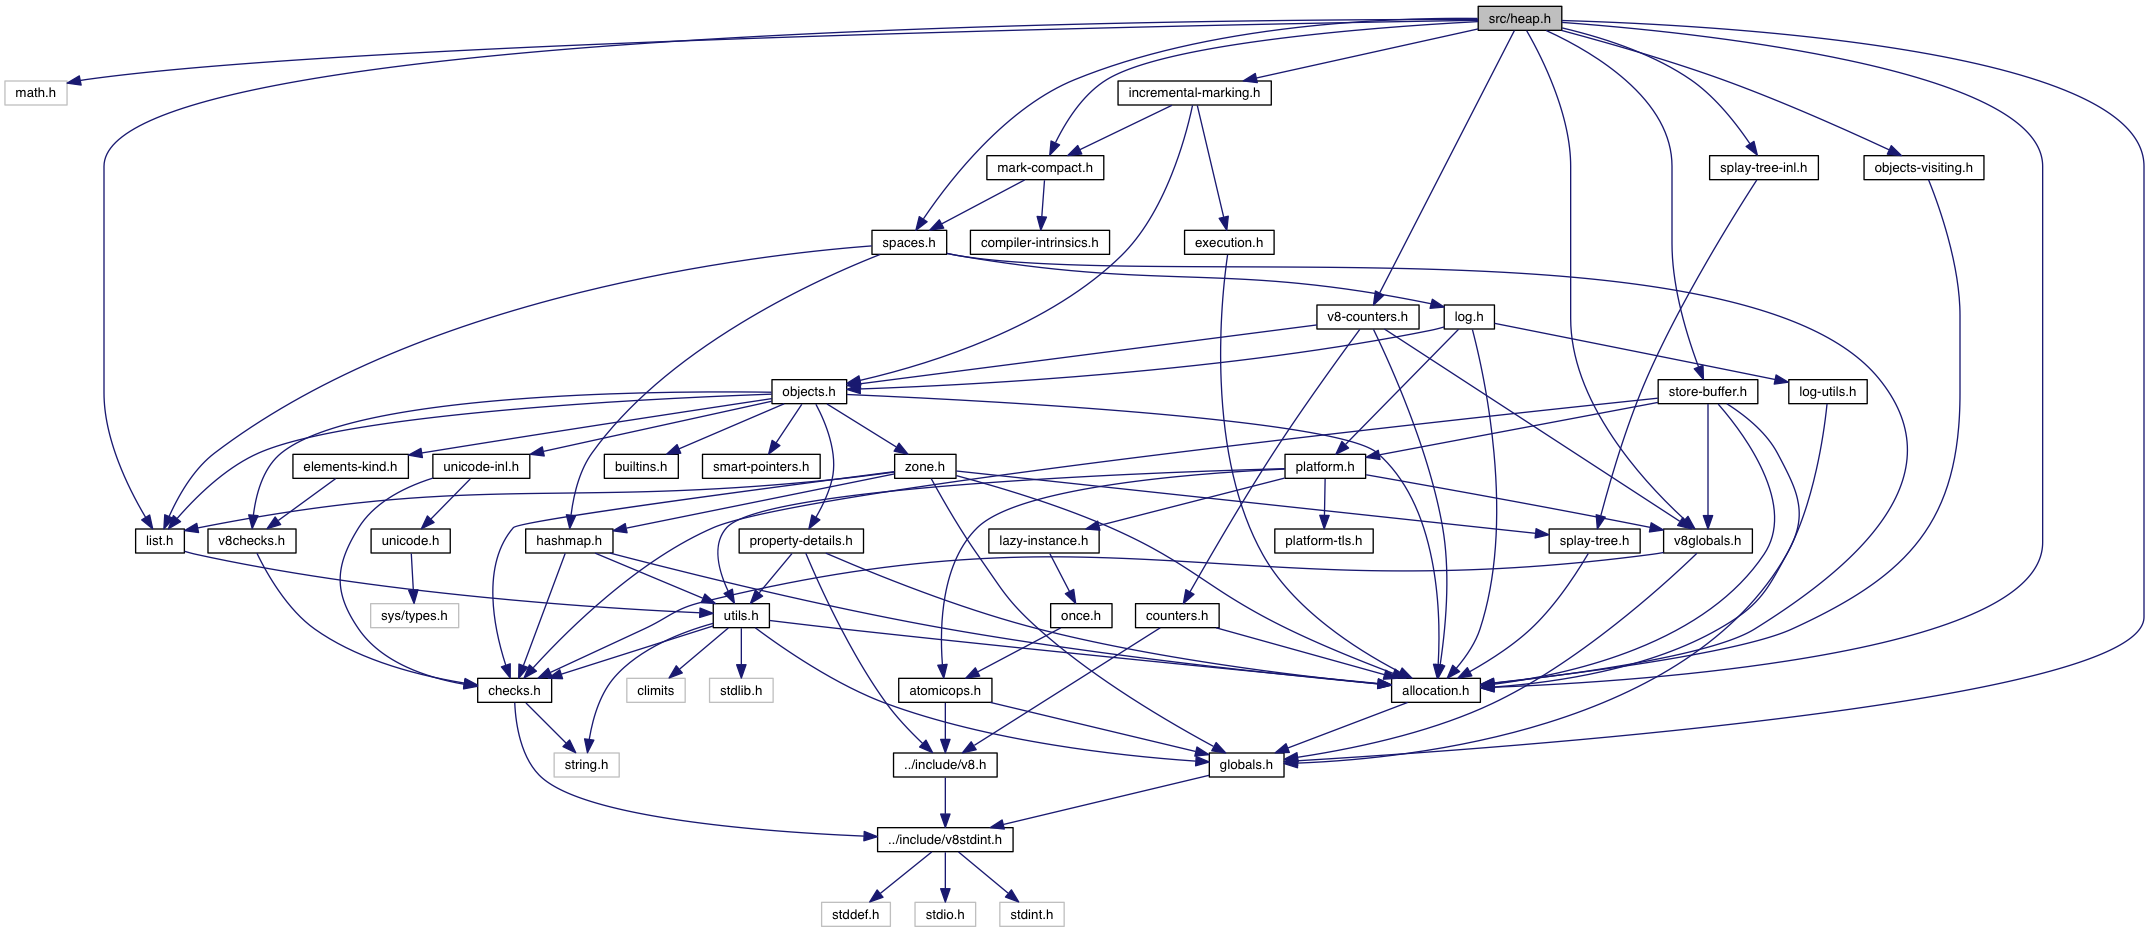 src/heap.h
math.h
incremental-marking.h
mark-compact.h
splay-tree-inl.h
objects-visiting.h
spaces.h
compiler-intrinsics.h
execution.h
v8-counters.h
log.h
objects.h
store-buffer.h
log-utils.h
elements-kind.h
unicode-inl.h
builtins.h
smart-pointers.h
zone.h
platform.h
list.h
v8checks.h
unicode.h
hashmap.h
property-details.h
lazy-instance.h
platform-tls.h
splay-tree.h
v8globals.h
sys/types.h
utils.h
once.h
counters.h
checks.h
climits
stdlib.h
atomicops.h
allocation.h
string.h
../include/v8.h
globals.h
../include/v8stdint.h
stddef.h
stdio.h
stdint.h